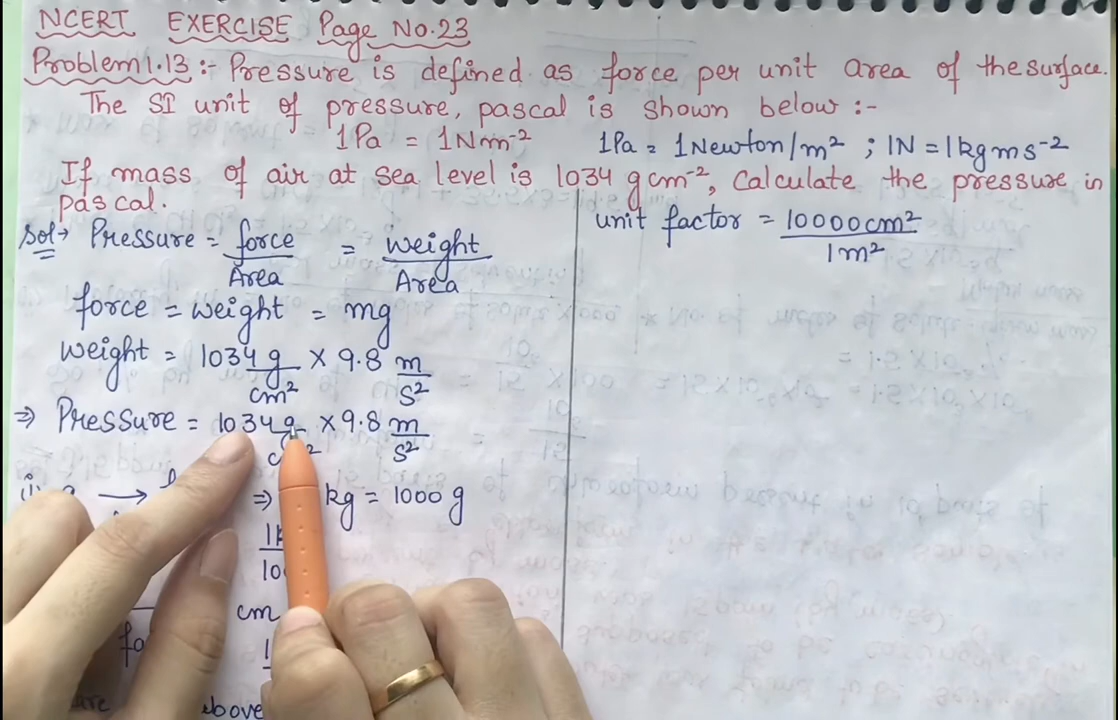 NCERT EXERCISE Page No.23
Problem 1.13 :- Pressure is defined as force per unit area of the surface.
The SI unit of pressure, pascal is shown below :-
1Pa = 1Nm⁻²
1Pa = 1Newton/m² ; 1N = 1kgms⁻²
If mass of air at sea level is 1034 g cm⁻², Calculate the pressure in
pascal.
Sol→ Pressure = force/Area = weight/Area
force = weight = mg
weight = 1034 g/cm² × 9.8 m/s²
⇒ Pressure = 1034 g × 9.8 m/s²
⇒ kg = 1000 g
cm
above
unit factor = 10000cm²/1m²